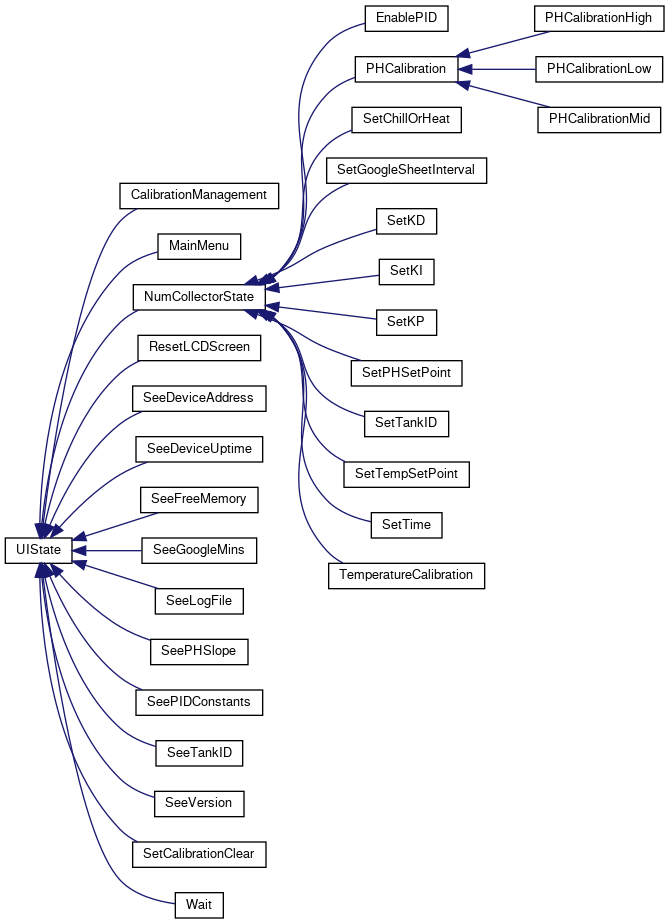 EnablePID
PHCalibrationHigh
PHCalibration
PHCalibrationLow
PHCalibrationMid
SetChillOrHeat
SetGoogleSheetInterval
CalibrationManagement
SetKD
MainMenu
SetKI
NumCollectorState
SetKP
ResetLCDScreen
SetPHSetPoint
SeeDeviceAddress
SetTankID
SeeDeviceUptime
SetTempSetPoint
SeeFreeMemory
SetTime
UIState
SeeGoogleMins
TemperatureCalibration
SeeLogFile
SeePHSlope
SeePIDConstants
SeeTankID
SeeVersion
SetCalibrationClear
Wait